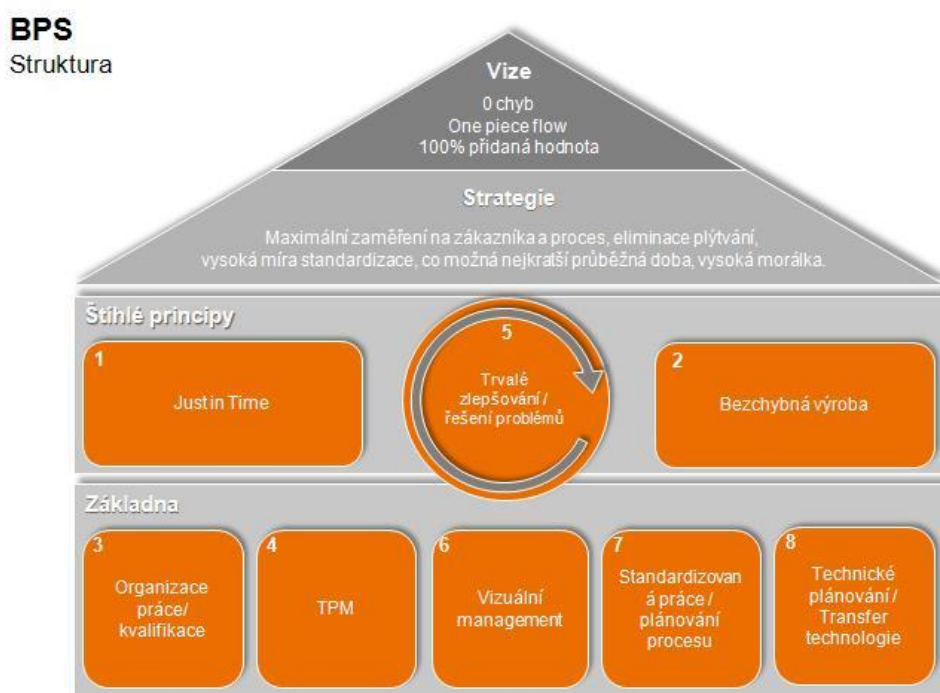 BPS
Struktura
Vize
0 chyb
One piece flow
100% přidaná hodnota
Strategie
Maximální zaměření na zákazníka a proces, eliminace plýtvání,
vysoká míra standardizace, co možná nejkratší průběžná doba, vysoká morálka.
Štíhlé principy
1
Just in Time
5
Trvalé
zlepšování /
řešení problémů
2
Bezchybná výroba
Základna
3
Organizace
práce/
kvalifikace
4
TPM
6
Vizuální
management
7
Standardizovan
á práce /
plánování
procesu
8
Technické
plánování /
Transfer
technologie